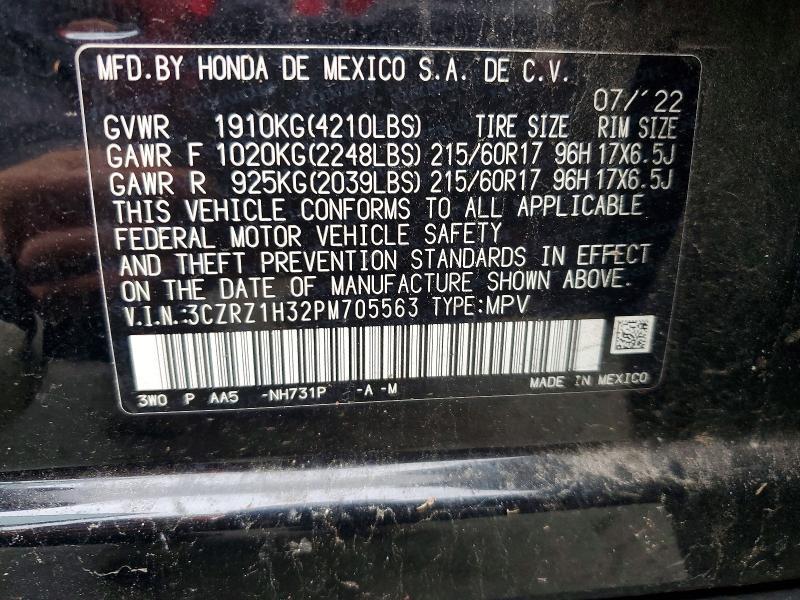 MFD.BY HONDA DE MEXICO S.A. DE C.V.
07/'22
GVWR 1910KG(4210LBS) TIRE SIZE RIM SIZE
GAWR F 1020KG(2248LBS) 215/60R17 96H 17X6.5J
GAWR R 925KG(2039LBS) 215/60R17 96H 17X6.5J
THIS VEHICLE CONFORMS TO ALL APPLICABLE
FEDERAL MOTOR VEHICLE SAFETY
AND THEFT PREVENTION STANDARDS IN EFFECT
ON THE DATE OF MANUFACTURE SHOWN ABOVE.
V.I.N.:3CZRZ1H32PM705563 TYPE:MPV
3W0 P AA5 -NH731P -A -M MADE IN MEXICO